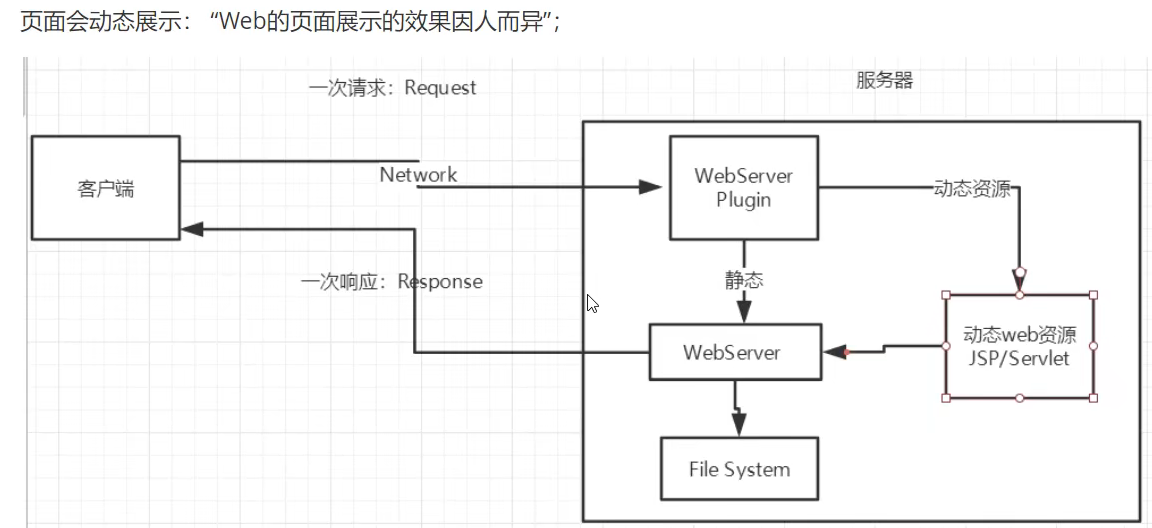 页面会动态展示：“Web的页面展示的效果因人而异”；
一次请求：Request
服务器
客户端
Network
WebServer
Plugin
动态资源
一次响应：Response
静态
动态web资源
JSP/Servlet
WebServer
File System